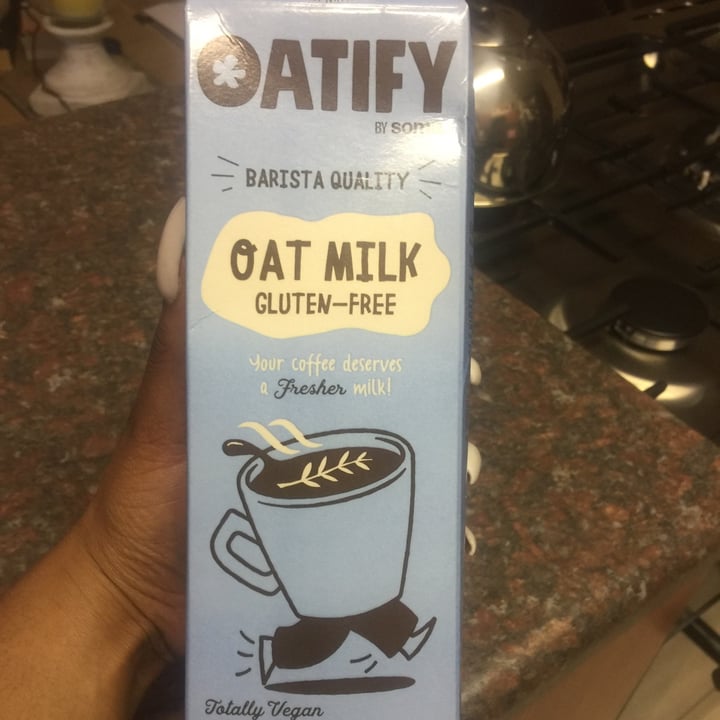 OATIFY
BY
BARISTA QUALITY
OAT MILK
GLUTEN-FREE
Your coffee deserves
a Fresher milk!
Totally Vegan